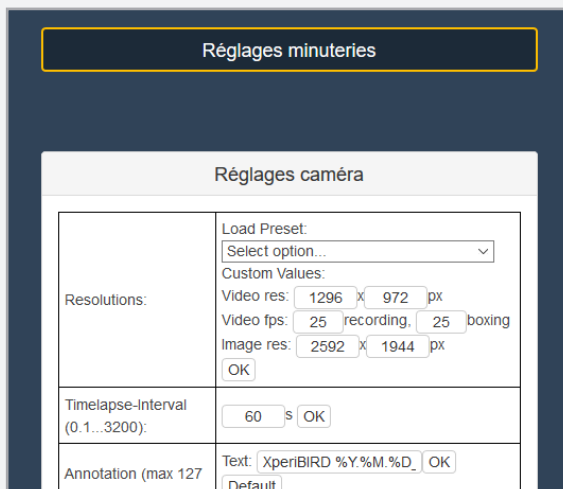 Réglages minuteries
Réglages caméra
Resolutions:
Load Preset:
Select option...
Custom Values:
Video res: 1296 x 972 px
Video fps: 25 recording, 25 boxing
Image res: 2592 x 1944 px
OK
Timelapse-Interval
(0.1...3200):
60 s OK
Annotation (max 127
Text: XperiBIRD %Y.%M.%D_ OK
Default